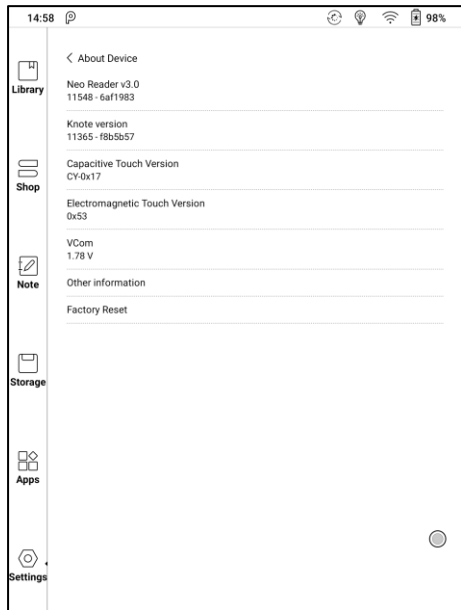 14:58
98%
Library
Shop
Note
Storage
Apps
Settings
About Device
Neo Reader v3.0
11548 - 6af1983
Knote version
11365 - f8b5b57
Capacitive Touch Version
CY-0x17
Electromagnetic Touch Version
0x53
VCom
1.78 V
Other information
Factory Reset